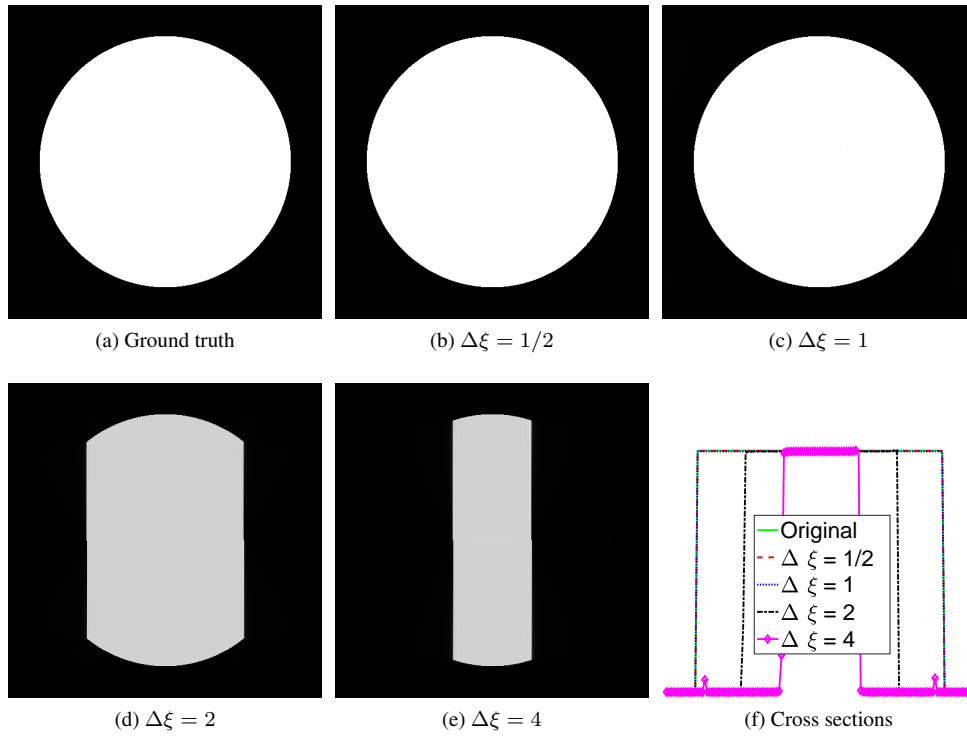 (a) Ground truth
(b) Δξ = 1/2
(c) Δξ = 1
Original
Δ ξ = 1/2
Δ ξ = 1
Δ ξ = 2
Δ ξ = 4
(d) Δξ = 2
(e) Δξ = 4
(f) Cross sections